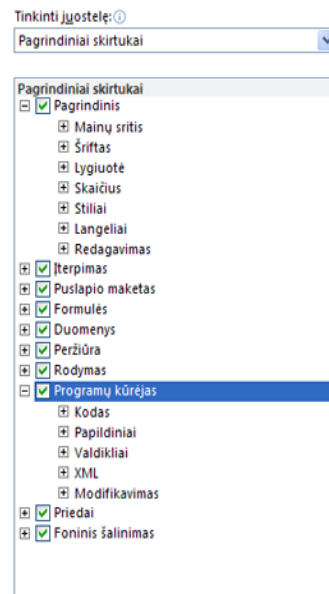 Tinkinti juostelę:
Pagrindiniai skirtukai
Pagrindiniai skirtukai
Pagrindinis
Mainų sritis
Šriftas
Lygiuotė
Skaičius
Stiliai
Langeliai
Redagavimas
Įterpimas
Puslapio maketas
Formulės
Duomenys
Peržiūra
Rodymas
Programų kūrėjas
Kodas
Papildiniai
Valdikliai
XML
Modifikavimas
Priedai
Foninis šalinimas